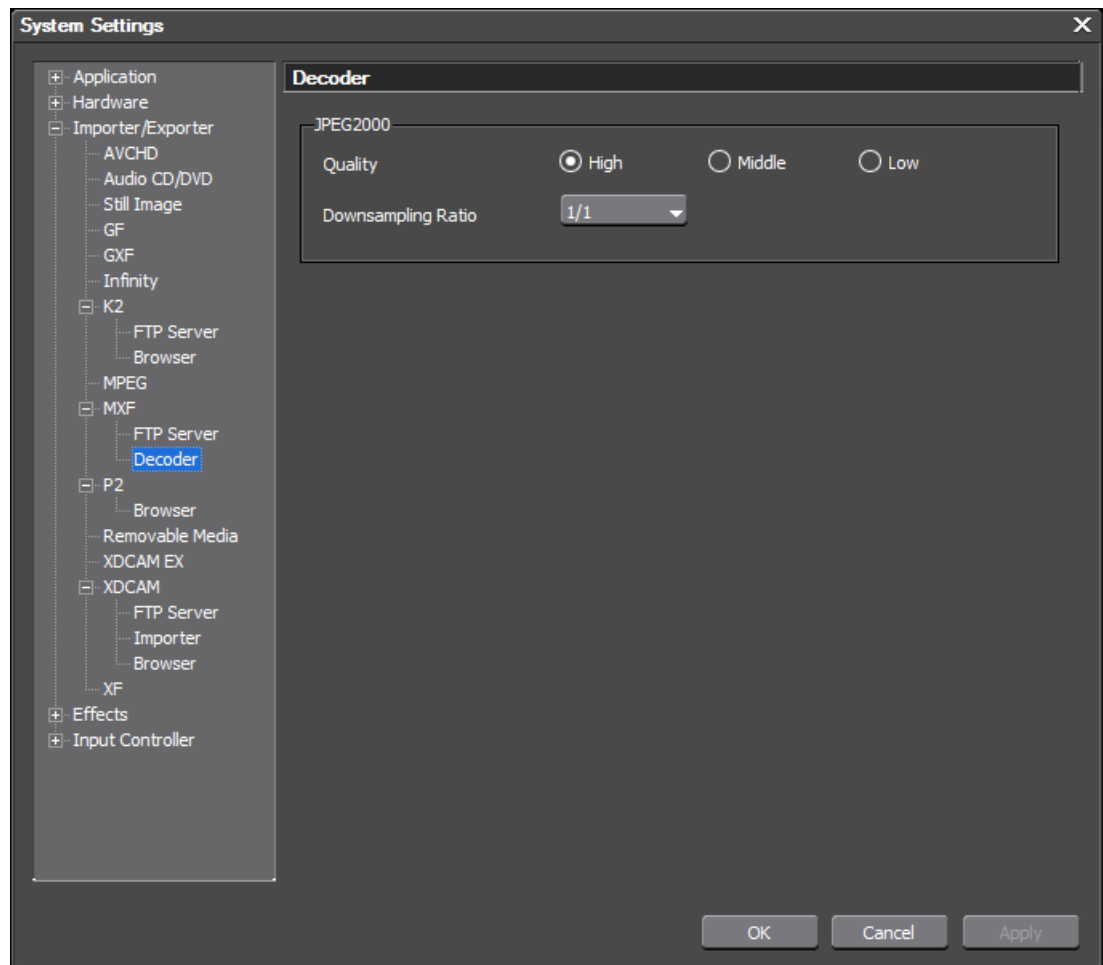 System Settings
Application
Hardware
Importer/Exporter
AVCHD
Audio CD/DVD
Still Image
GF
GXF
Infinity
K2
FTP Server
Browser
MPEG
MXF
FTP Server
Decoder
P2
Browser
Removable Media
XDCAM EX
XDCAM
FTP Server
Importer
Browser
XF
Effects
Input Controller
Decoder
JPEG2000
Quality High Middle Low
Downsampling Ratio 1/1
OK Cancel Apply